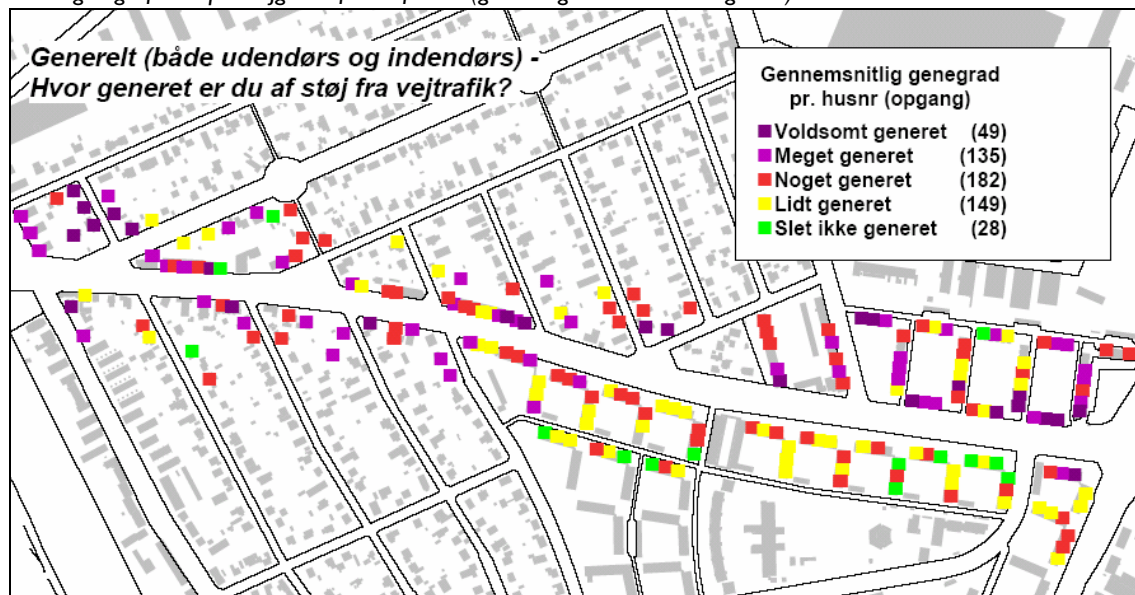 Generelt (både udendørs og indendørs) -
Hvor generet er du af støj fra vejtrafik?
Gennemsnitlig genegrad
pr. husnr (opgang)
Voldsomt generet (49)
Meget generet (135)
Noget generet (182)
Lidt generet (149)
Slet ikke generet (28)